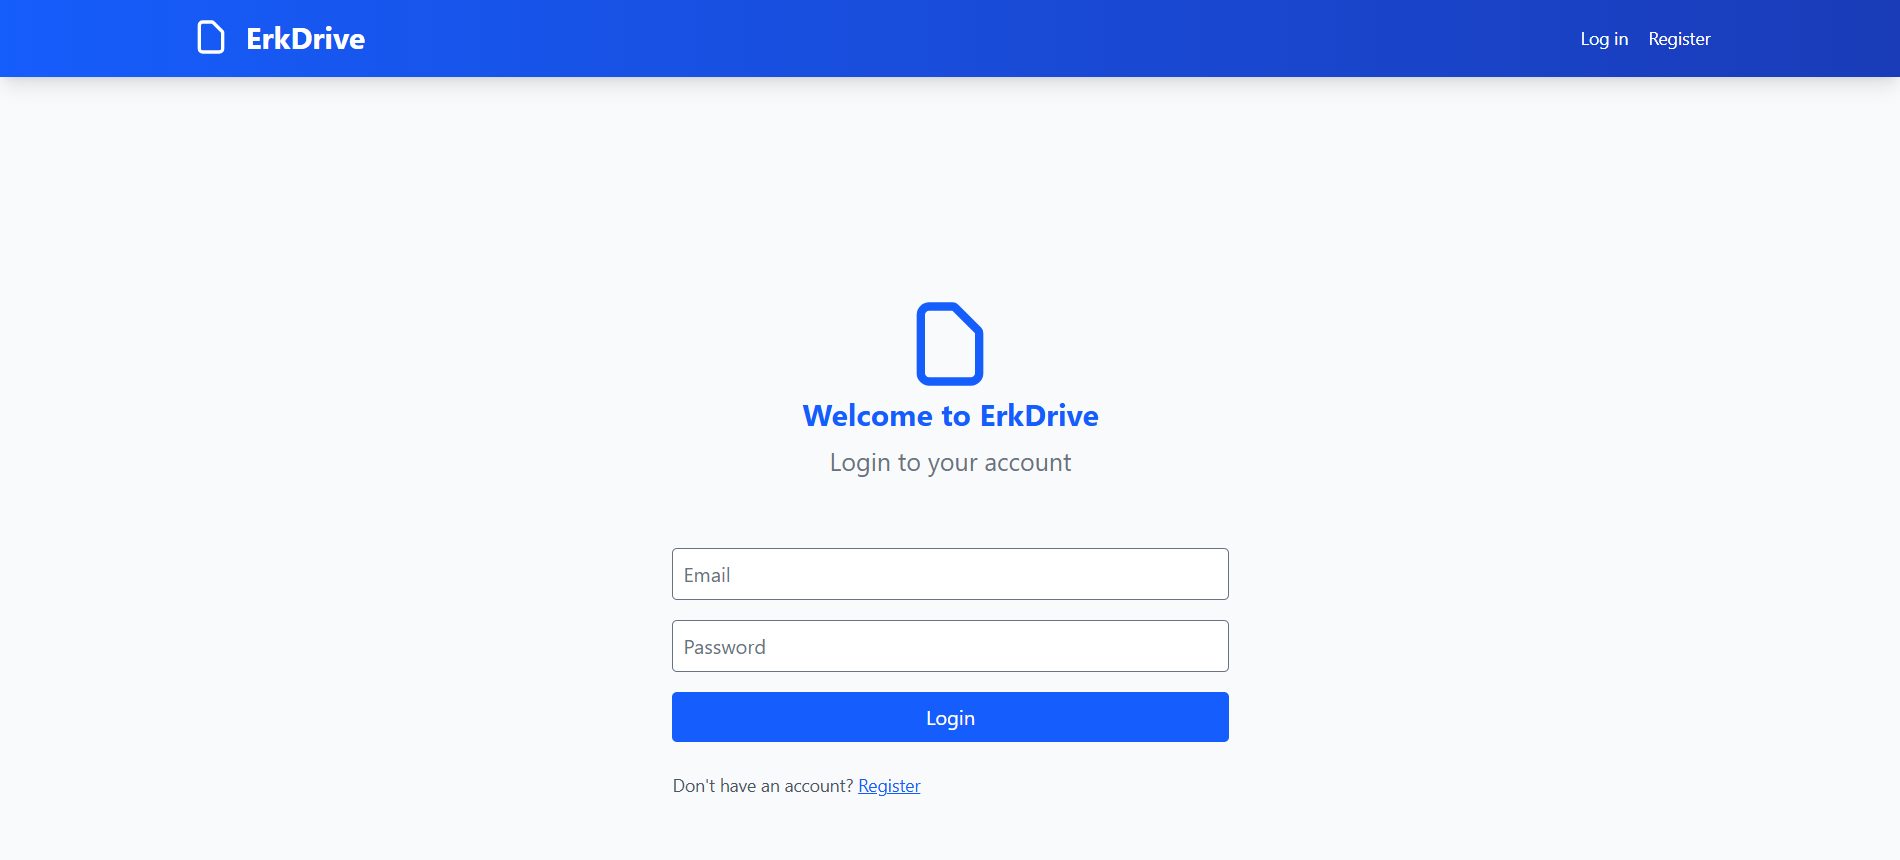 ErkDrive
Log in
Register
Welcome to ErkDrive
Login to your account
Email
Password
Login
Don't have an account? Register